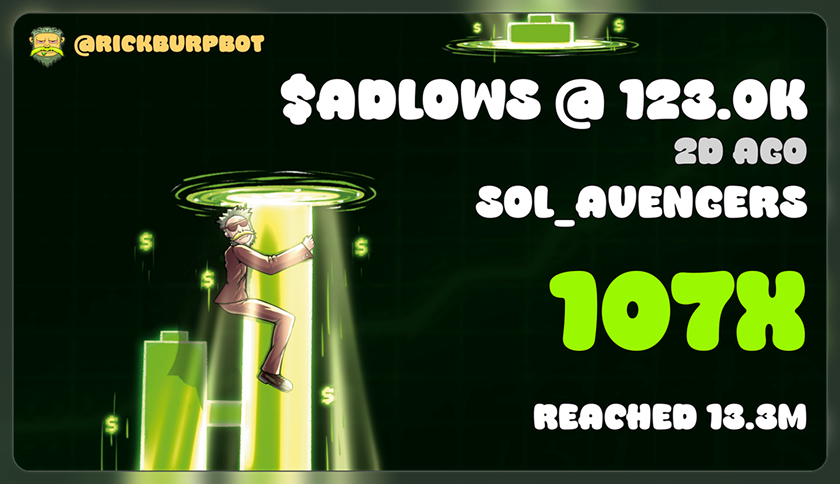 @RICKBURPBOT
$ADLOWS @ 123.0K
2D AGO
SOL_AVENGERS
107X
REACHED 13.3M